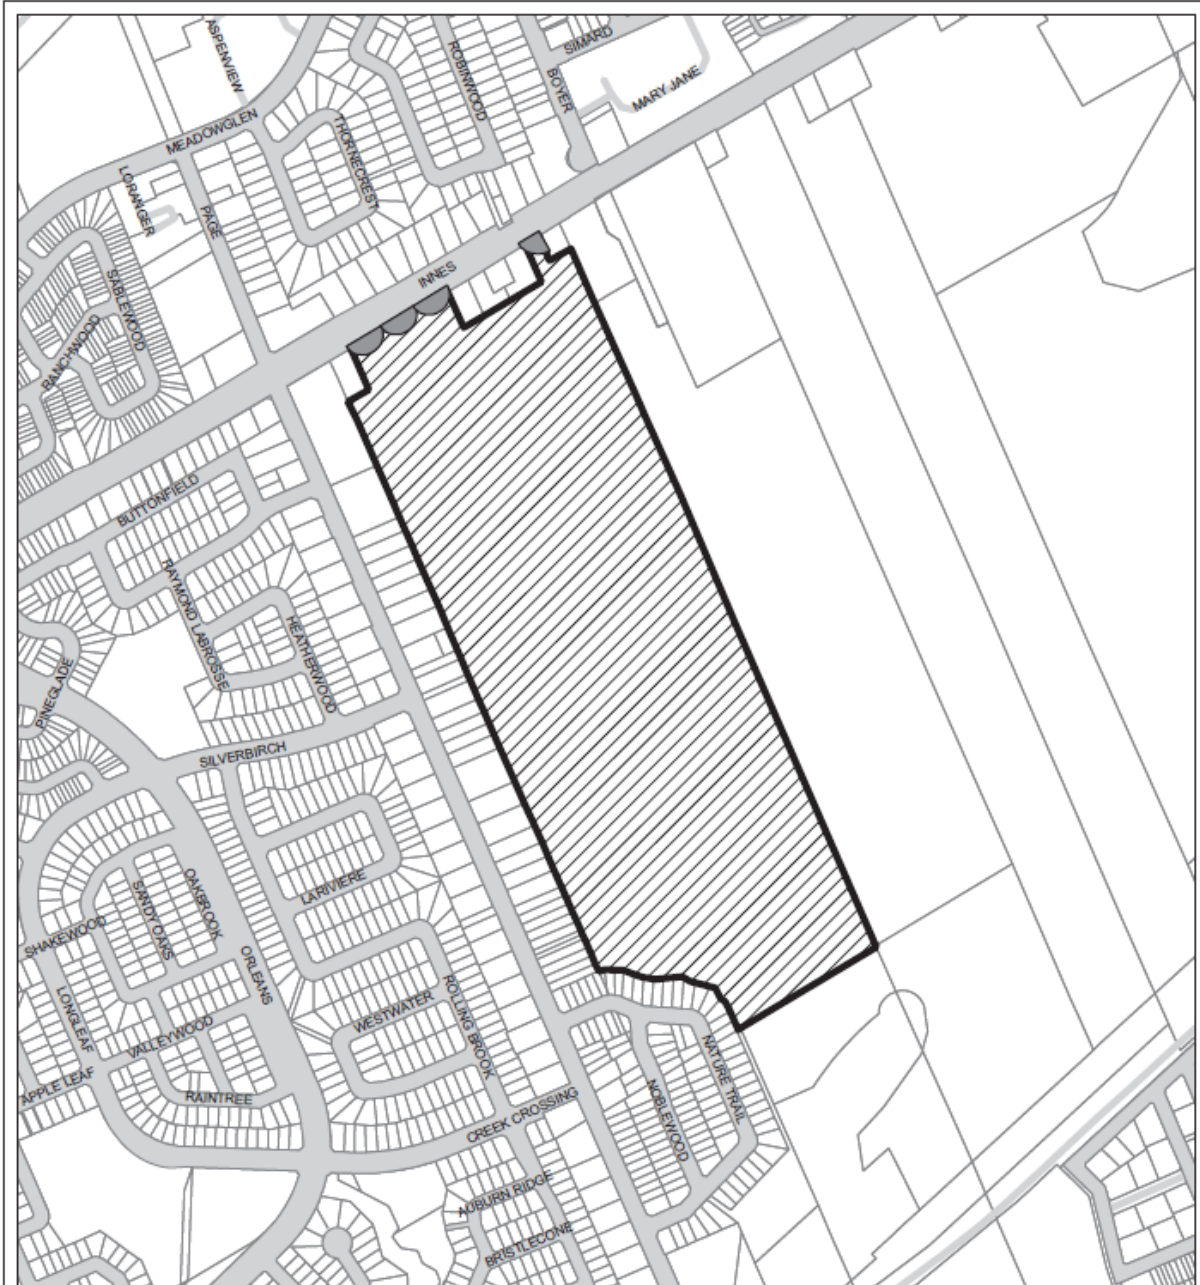 ASPENVIEW
ROBINWOOD
SIMARD
BOYER
MARY JANE
MEADOWGLEN
THORNECREST
LORANGER
PAGE
INNES
SABLEWOOD
RANCHWOOD
BUTTONFIELD
RAYMOND LABROSSE
HEATHERWOOD
PINEGLADE
SILVERBIRCH
LARIVIERE
OAKBROOK
SANDY OAKS
SHAKEWOOD
ORLEANS
LONGLEAF
WESTWATER
ROLLING BROOK
VALLEYWOOD
NATURE TRAIL
APPLE LEAF
RAINTREE
NOBLEWOOD
CREEK CROSSING
AUBURN RIDGE
BRISTLECONE